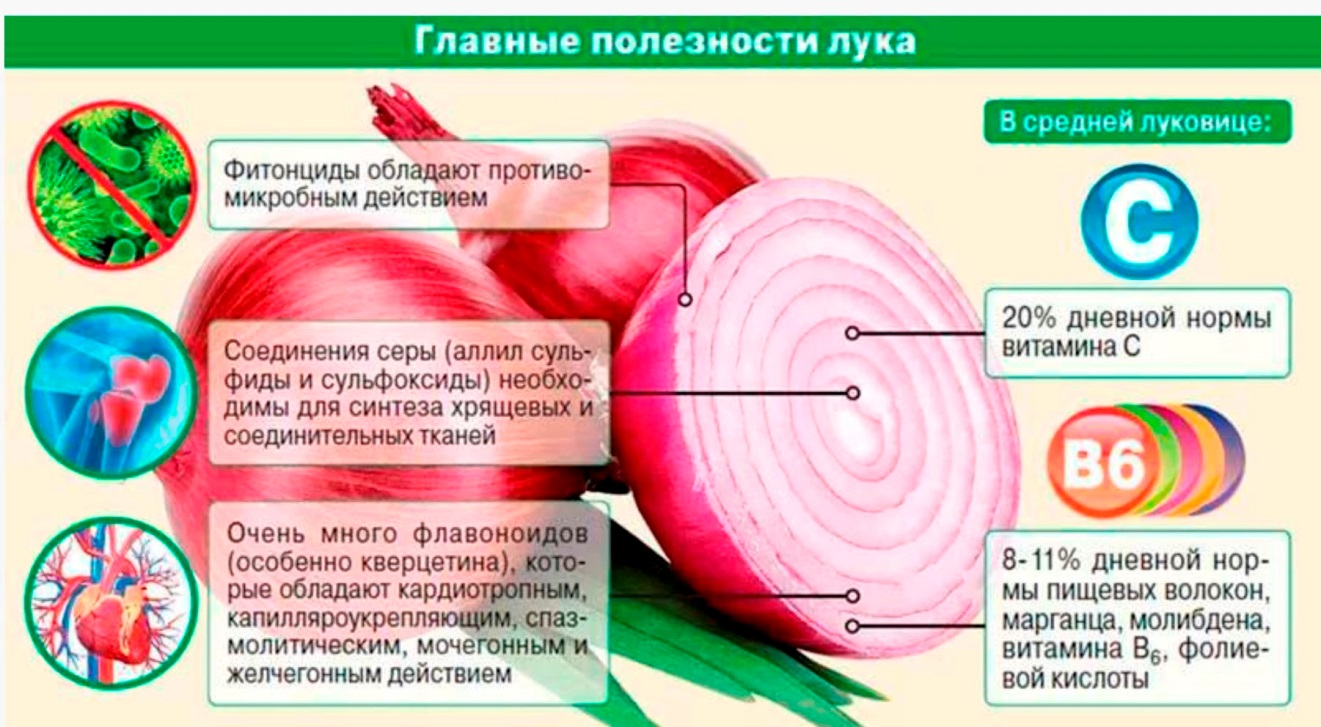 Главные полезности лука
Фитонциды обладают противо-
микробным действием
Соединения серы (аллил суль-
фиды и сульфоксиды) необхо-
димы для синтеза хрящевых и
соединительных тканей
Очень много флавоноидов
(особенно кверцетина), кото-
рые обладают кардиотропным,
капилляроукрепляющим, спаз-
молитическим, мочегонным и
желчегонным действием
В средней луковице:
C
20% дневной нормы
витамина С
B6
8-11% дневной нор-
мы пищевых волокон,
марганца, молибдена,
витамина B₆, фолие-
вой кислоты